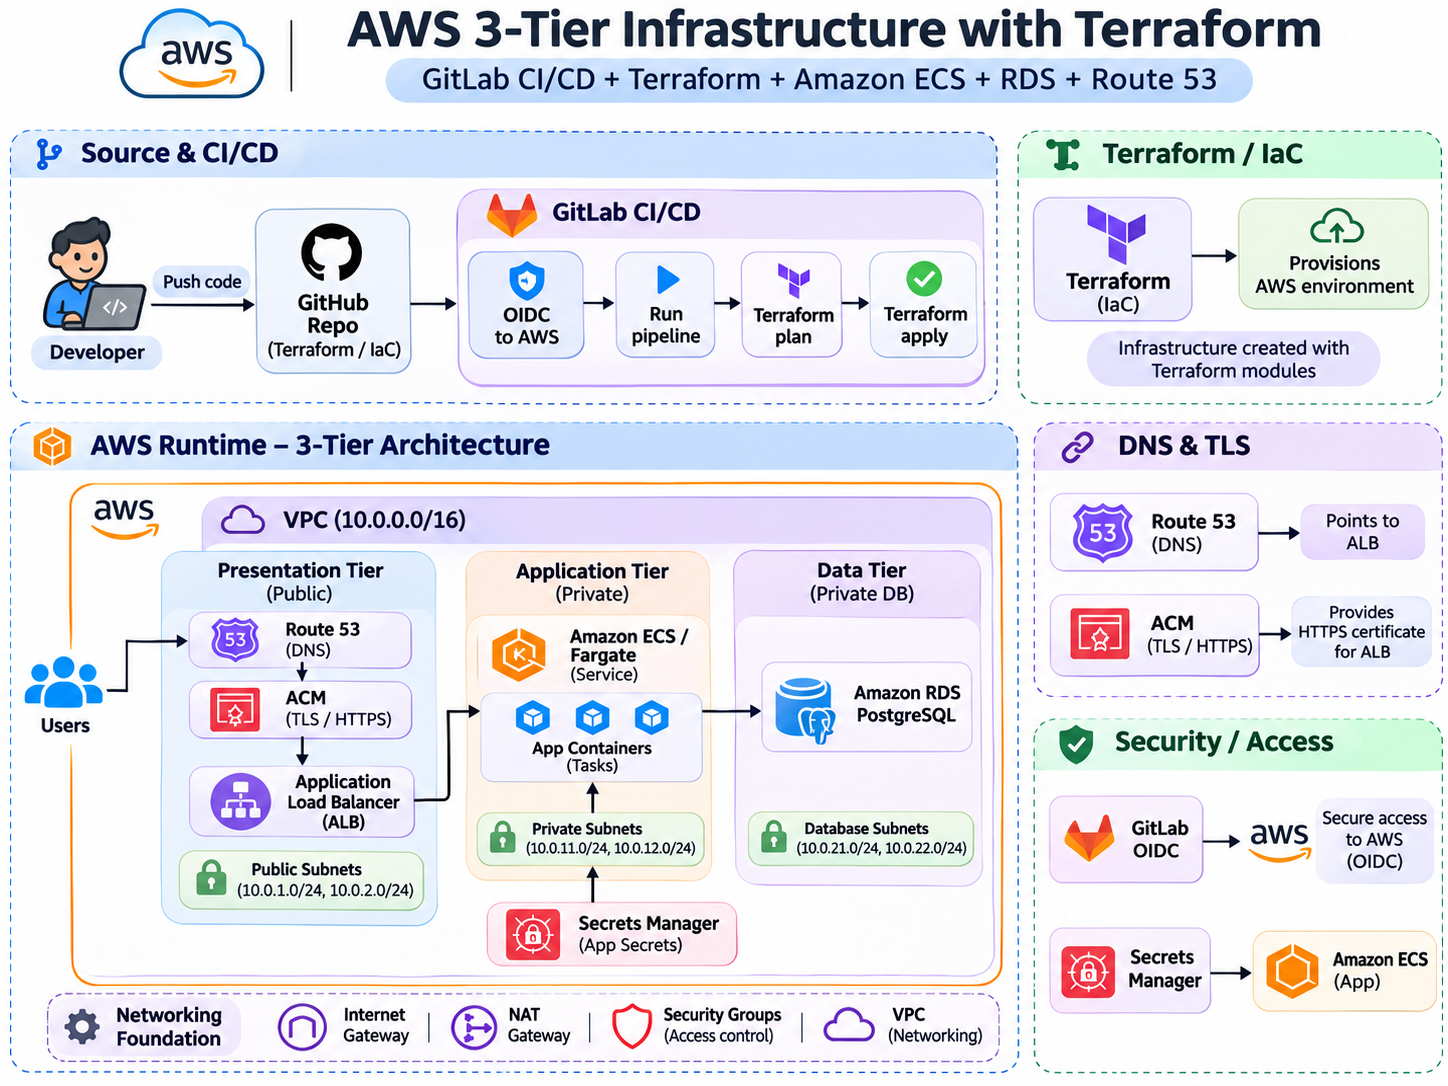 aws
AWS 3-Tier Infrastructure with Terraform
GitLab CI/CD + Terraform + Amazon ECS + RDS + Route 53
Source & CI/CD
Developer
</>
Push code
GitHub
Repo
(Terraform / IaC)
GitLab CI/CD
OIDC
to AWS
Run
pipeline
Terraform
plan
Terraform
apply
Terraform / IaC
Terraform
(IaC)
Provisions
AWS environment
Infrastructure created with
Terraform modules
AWS Runtime – 3-Tier Architecture
aws
VPC (10.0.0.0/16)
Users
Presentation Tier
(Public)
53
Route 53
(DNS)
ACM
(TLS / HTTPS)
Application
Load Balancer
(ALB)
Public Subnets
(10.0.1.0/24, 10.0.2.0/24)
Application Tier
(Private)
K
Amazon ECS /
Fargate
(Service)
App Containers
(Tasks)
Private Subnets
(10.0.11.0/24, 10.0.12.0/24)
Secrets Manager
(App Secrets)
Data Tier
(Private DB)
Amazon RDS
PostgreSQL
Database Subnets
(10.0.21.0/24, 10.0.22.0/24)
Networking
Foundation
Internet
Gateway
NAT
Gateway
Security Groups
(Access control)
VPC
(Networking)
DNS & TLS
53
Route 53
(DNS)
Points to
ALB
ACM
(TLS / HTTPS)
Provides
HTTPS certificate
for ALB
Security / Access
GitLab
OIDC
aws
Secure access
to AWS
(OIDC)
Secrets
Manager
Amazon ECS
(App)